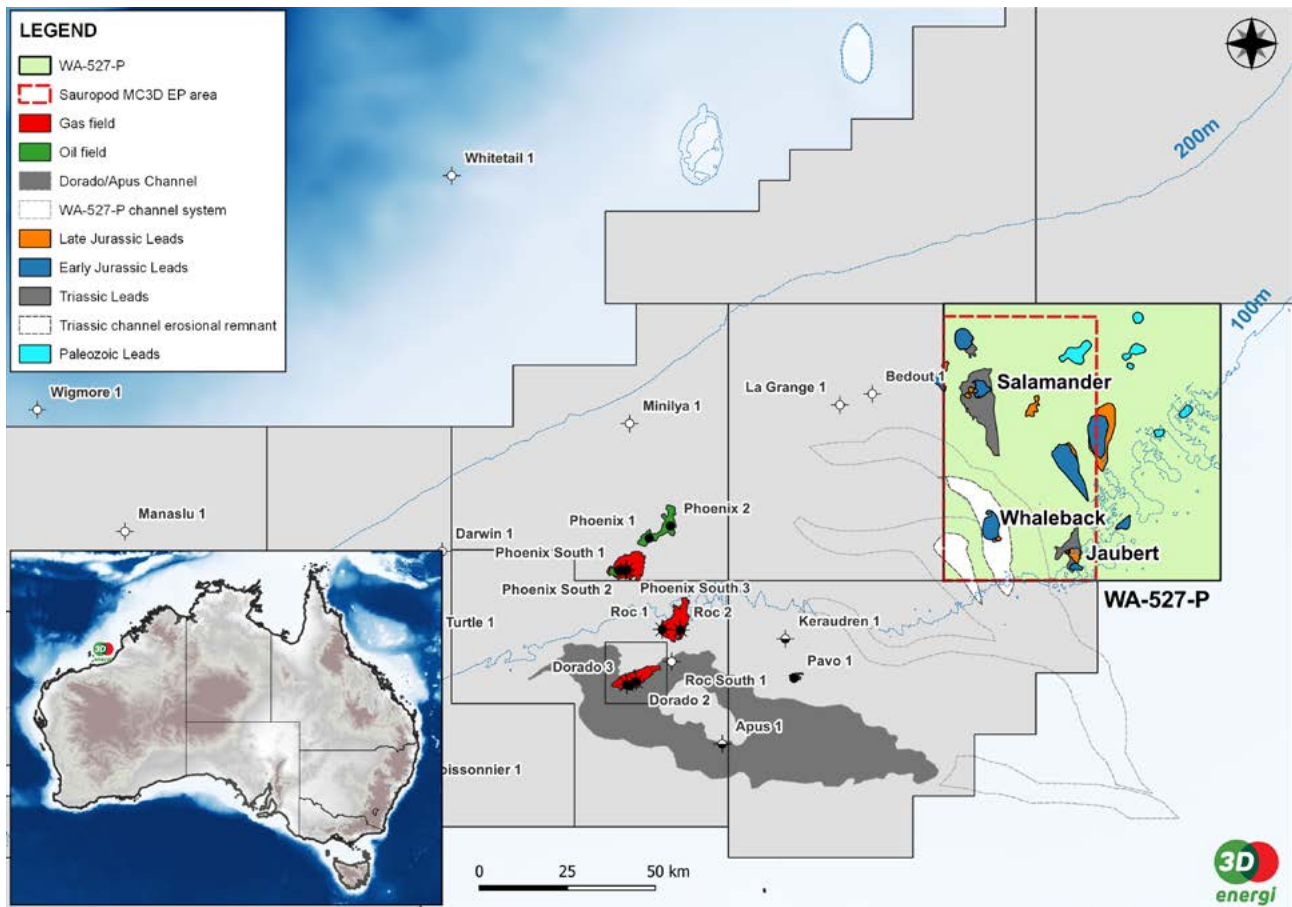 LEGEND
WA-527-P
Sauropod MC3D EP area
Gas field
Oil field
Dorado/Apus Channel
WA-527-P channel system
Late Jurassic Leads
Early Jurassic Leads
Triassic Leads
Triassic channel erosional remnant
Paleozoic Leads
Whitetail 1
200m
100m
Wigmore 1
Minilya 1
La Grange 1
Bedout 1
Salamander
Manaslu 1
Darwin 1
Phoenix 1
Phoenix 2
Whaleback
Phoenix South 1
Jaubert
Phoenix South 2
Phoenix South 3
WA-527-P
Turtle 1
Roc 1
Roc 2
Keraudren 1
Dorado 3
Pavo 1
Roc South 1
Dorado 2
Apus 1
oissonnier 1
3D
energi
0 25 50 km
3D
energi